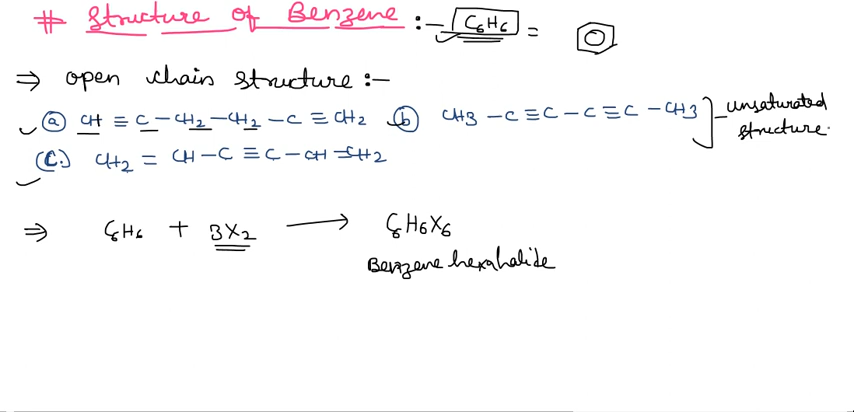 # Structure of Benzene :- C6H6 =
⇒ open chain structure :-
(a) CH ≡ C - CH2 - CH2 - C ≡ CH2 (b) CH3 - C ≡ C - C ≡ C - CH3 ] - unsaturated structure.
(C.) CH2 = CH - C ≡ C - CH = CH2
⇒ C6H6 + 3X2 → C6H6X6
Benzene hexahalide